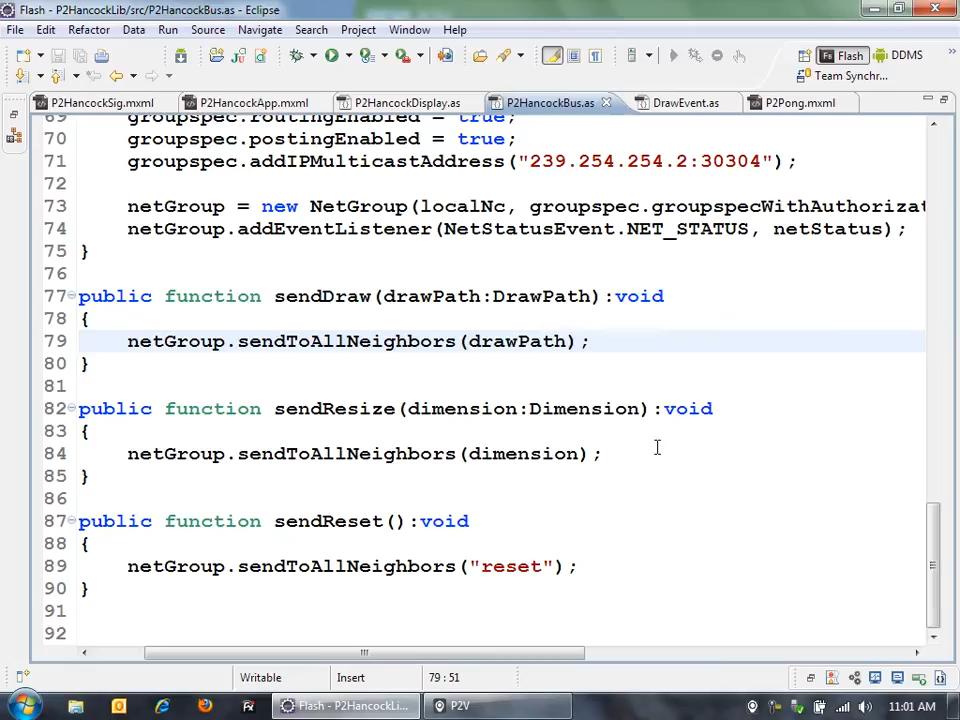 Flash - P2HancockLib/src/P2HancockBus.as - Eclipse
File Edit Refactor Data Run Source Navigate Search Project Window Help
Flash DDMS
Team Synchr...
P2HancockSig.mxml P2HancockApp.mxml P2HancockDisplay.as P2HancockBus.as DrawEvent.as P2Pong.mxml
69 groupspec.routingEnabled = true;
70 groupspec.postingEnabled = true;
71 groupspec.addIPMulticastAddress("239.254.254.2:30304");
72
73 netGroup = new NetGroup(localNc, groupspec.groupspecWithAuthorizat
74 netGroup.addEventListener(NetStatusEvent.NET_STATUS, netStatus);
75 }
76
77 public function sendDraw(drawPath:DrawPath):void
78 {
79 netGroup.sendToAllNeighbors(drawPath);
80 }
81
82 public function sendResize(dimension:Dimension):void
83 {
84 netGroup.sendToAllNeighbors(dimension);
85 }
86
87 public function sendReset():void
88 {
89 netGroup.sendToAllNeighbors("reset");
90 }
91
92
Writable Insert 79 : 51
Flash - P2HancockLi... P2V 11:01 AM